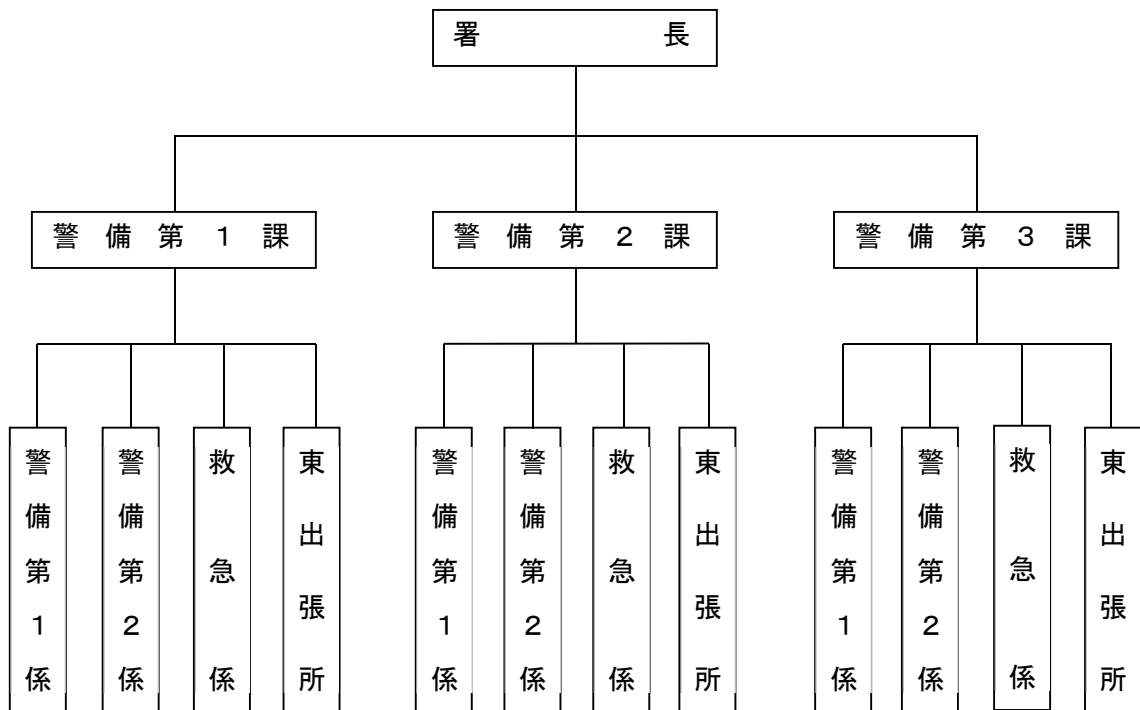 署長
警備第１課
警備第２課
警備第３課
警備第１係
警備第２係
救急係
東出張所
警備第１係
警備第２係
救急係
東出張所
警備第１係
警備第２係
救急係
東出張所